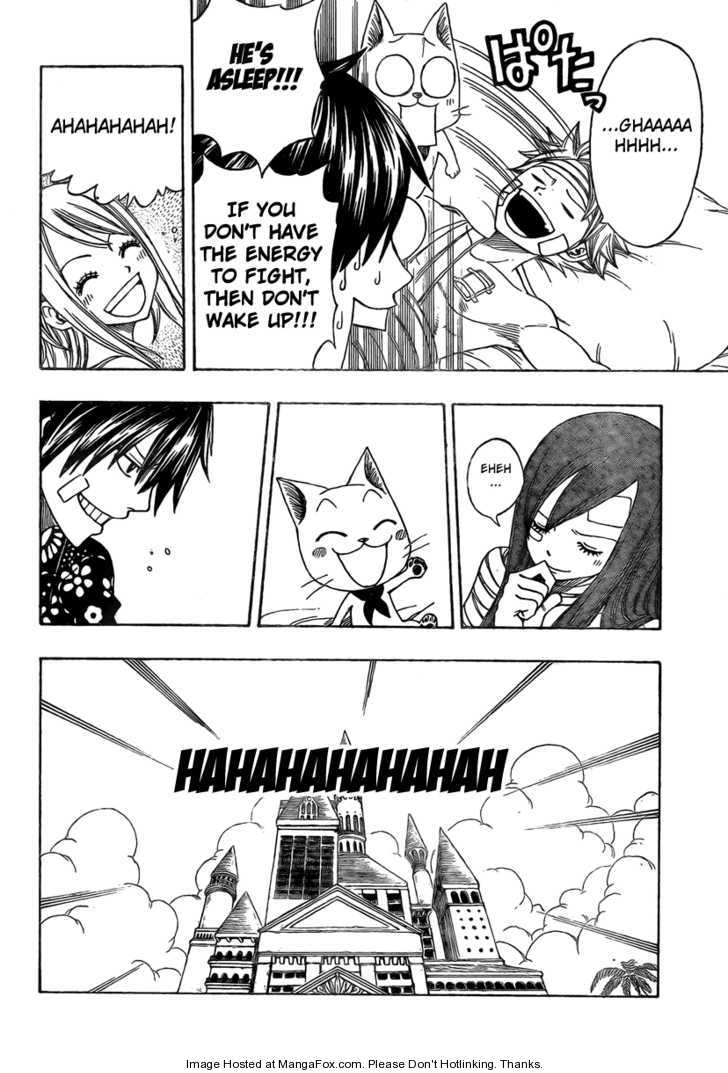 ...GHAAAAA
HHHH...
ぱたっ
HE'S
ASLEEP!!!
IF YOU
DON'T HAVE
THE ENERGY
TO FIGHT,
THEN DON'T
WAKE UP!!!
AHAHAHAHAH!
EHEH
...
HAHAHAHAHAHAH
Image Hosted at MangaFox.com. Please Don't Hotlinking. Thanks.